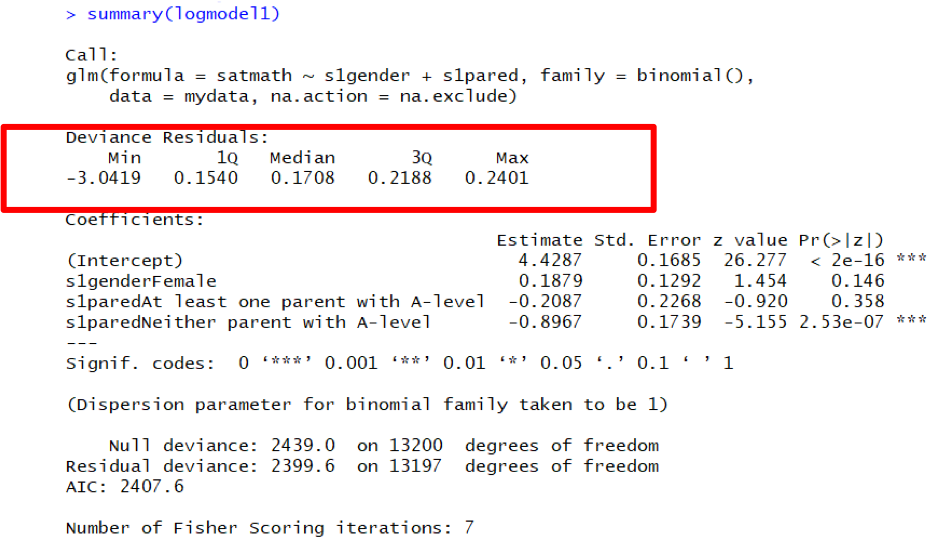 > summary(logmodel1)
Call:
glm(formula = satmath ~ s1gender + s1pared, family = binomial(),
    data = mydata, na.action = na.exclude)
Deviance Residuals:
    Min       1Q   Median       3Q      Max
-3.0419   0.1540   0.1708   0.2188   0.2401
Coefficients:
                                       Estimate Std. Error z value Pr(>|z|)
(Intercept)                              4.4287     0.1685  26.277  < 2e-16 ***
s1genderFemale                           0.1879     0.1292   1.454    0.146
s1paredAt least one parent with A-level -0.2087     0.2268  -0.920    0.358
s1paredNeither parent with A-level      -0.8967     0.1739  -5.155 2.53e-07 ***
---
Signif. codes:  0 ‘***’ 0.001 ‘**’ 0.01 ‘*’ 0.05 ‘.’ 0.1 ‘ ’ 1
(Dispersion parameter for binomial family taken to be 1)
    Null deviance: 2439.0  on 13200  degrees of freedom
Residual deviance: 2399.6  on 13197  degrees of freedom
AIC: 2407.6
Number of Fisher Scoring iterations: 7